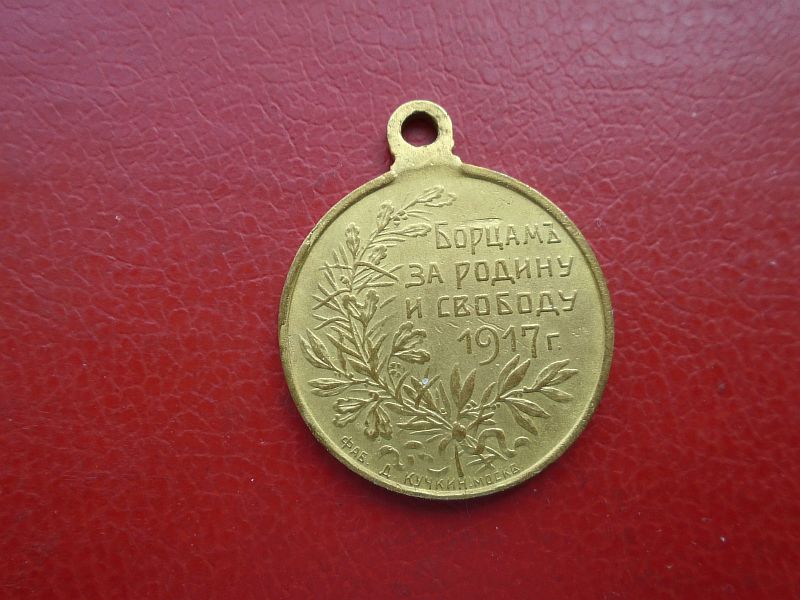 Борцамъ
за родину
и свободу
1917 г.
ФАБ. Д. КУЧКИН. МОСКВ